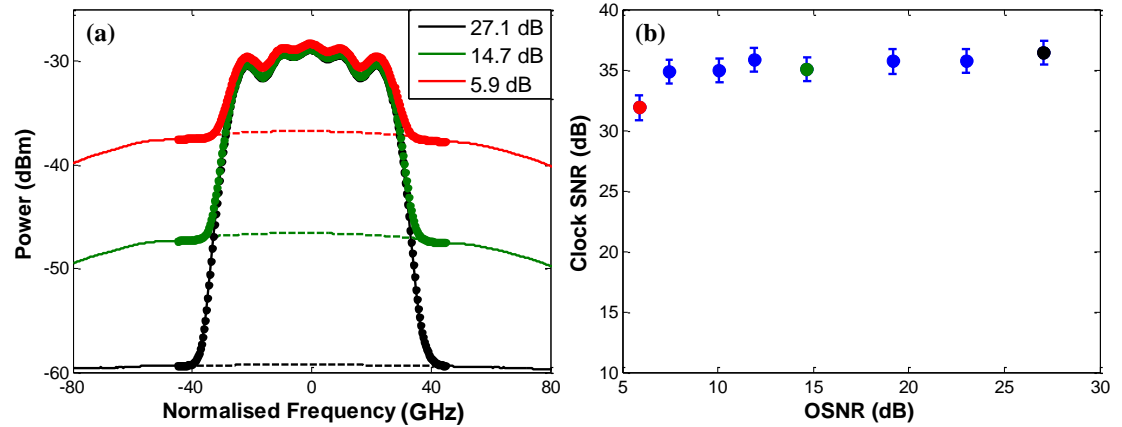 (a)
27.1 dB
14.7 dB
5.9 dB
-30
-40
-50
-60
Power (dBm)
-80
-40
0
40
80
Normalised Frequency (GHz)
(b)
40
35
30
25
20
15
10
Clock SNR (dB)
5
10
15
20
25
30
OSNR (dB)